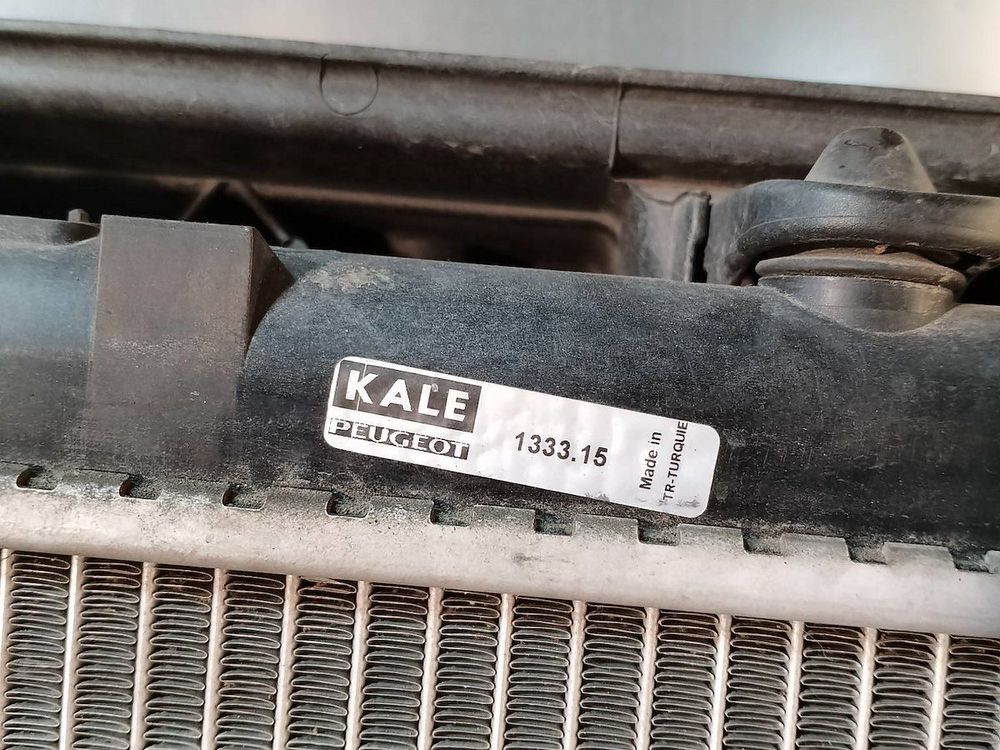 KALE
PEUGEOT
1333.15
Made in
TR-TURQUIE